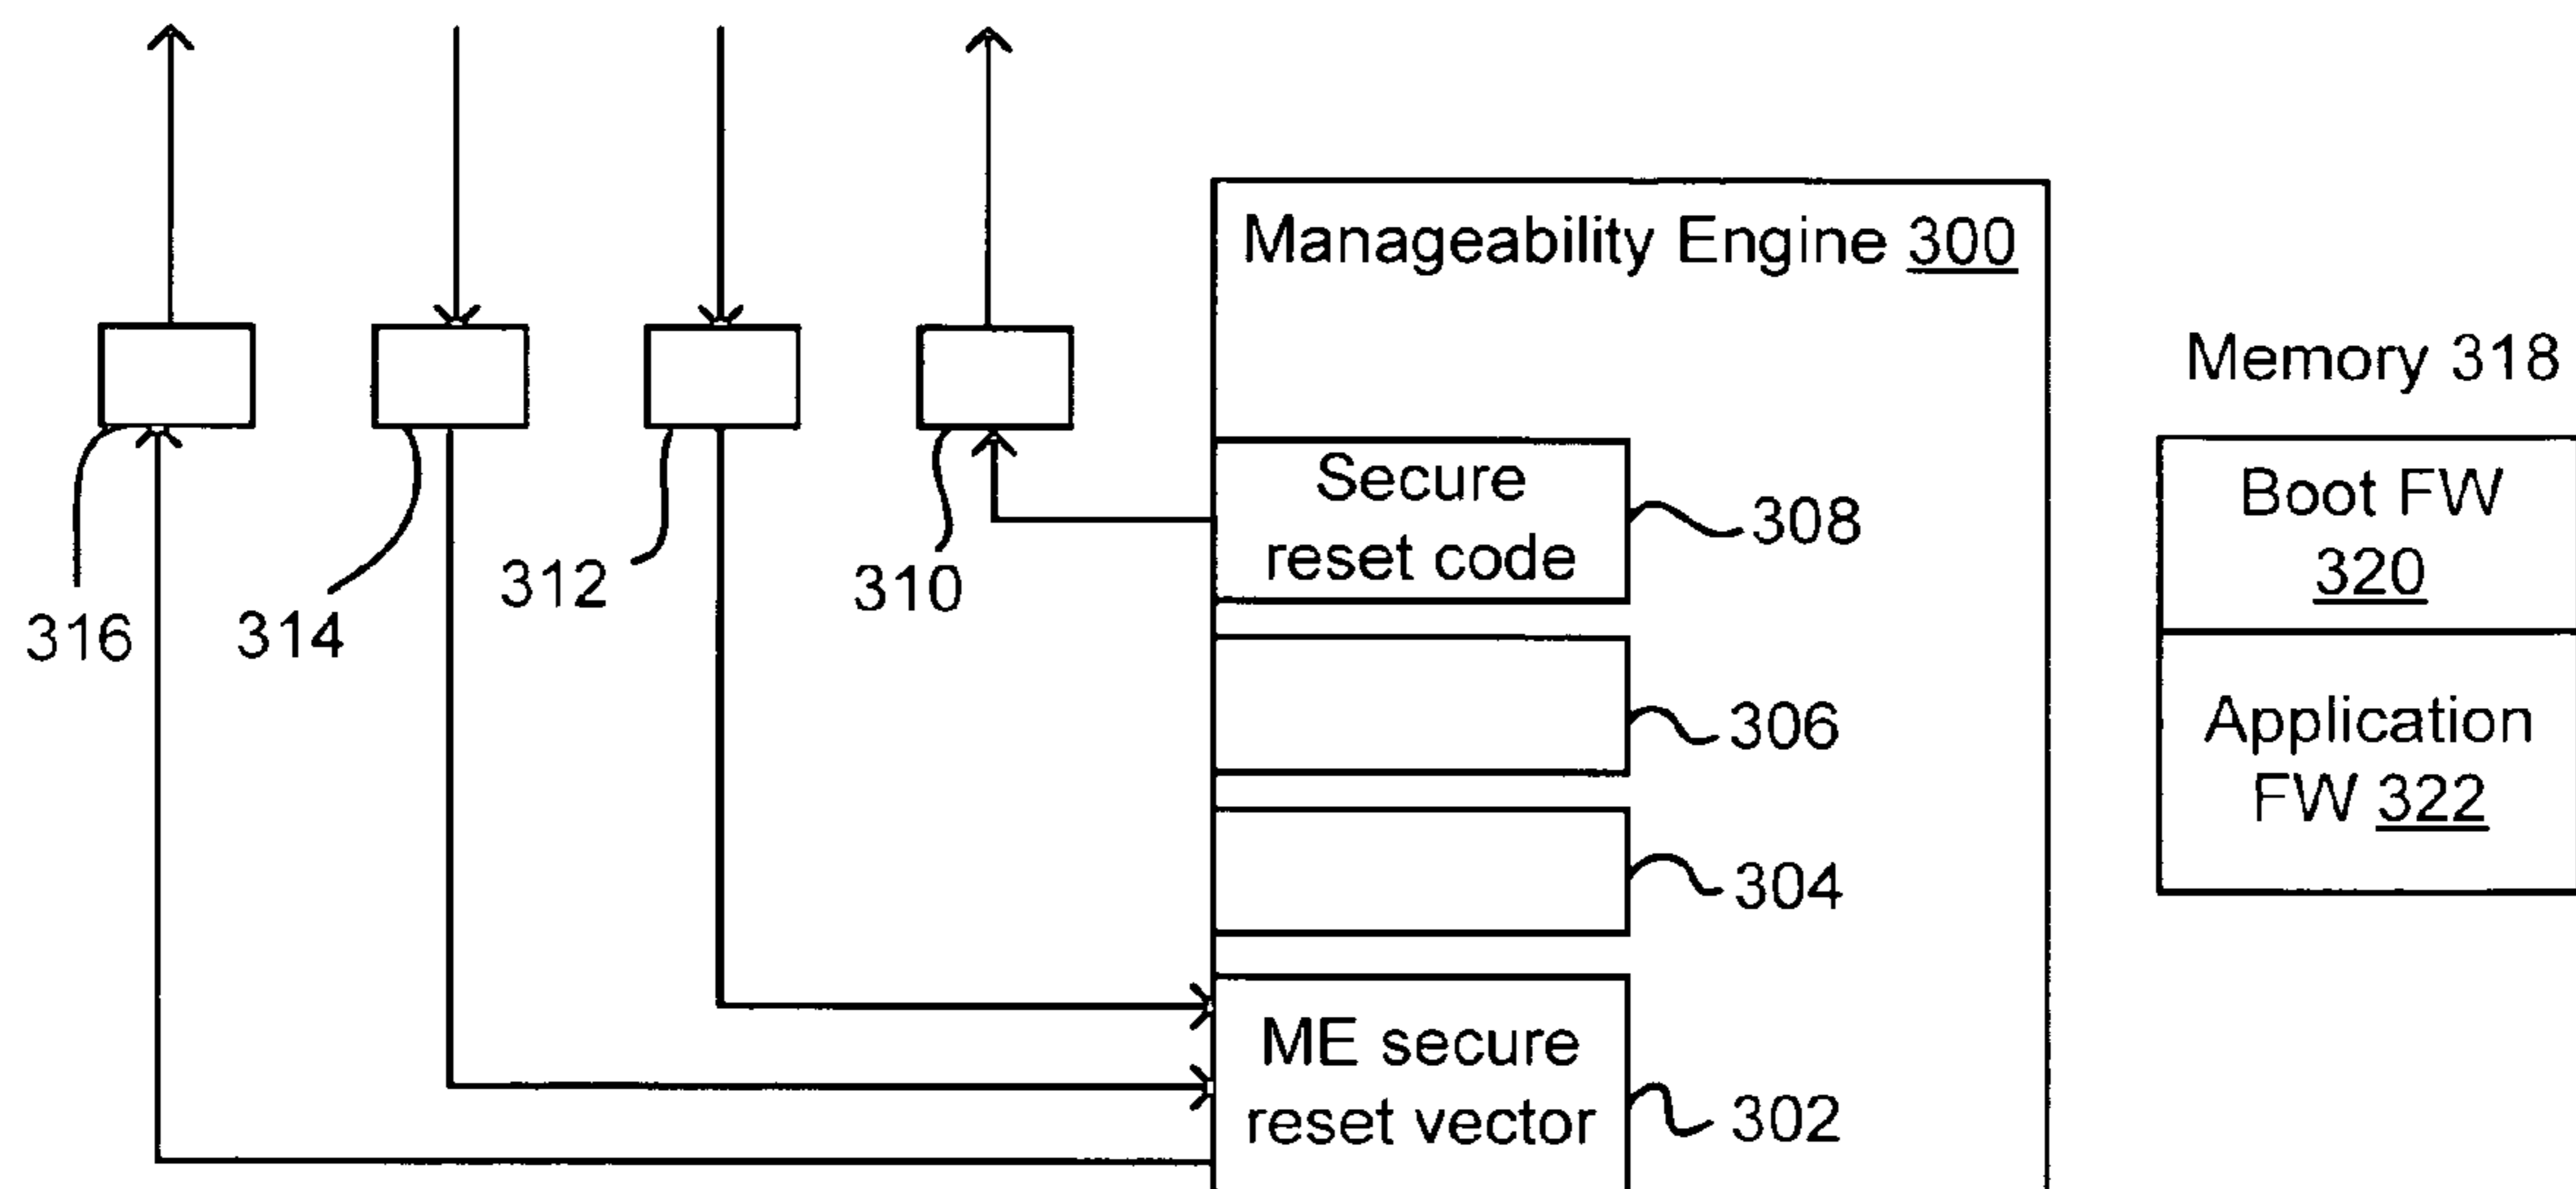 Manageability Engine 300
Memory 318
Secure
reset code
308
Boot FW
320
316
314
312
310
306
Application
FW 322
304
ME secure
reset vector
302